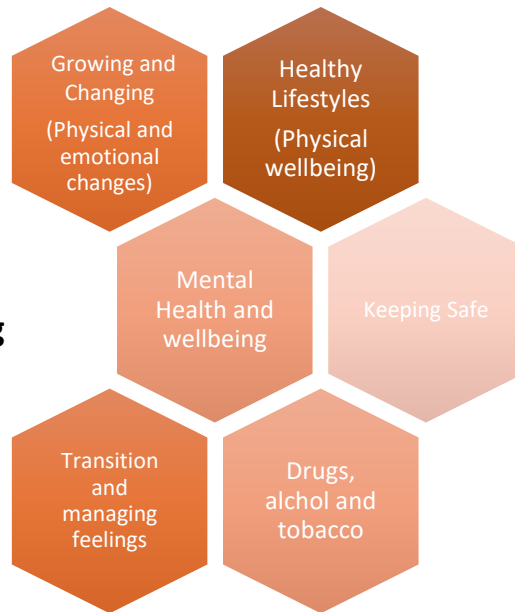 Growing and
Changing
(Physical and
emotional
changes)
Healthy
Lifestyles
(Physical
wellbeing)
Mental
Health and
wellbeing
Keeping Safe
g
Transition
and
managing
feelings
Drugs,
alchol and
tobacco